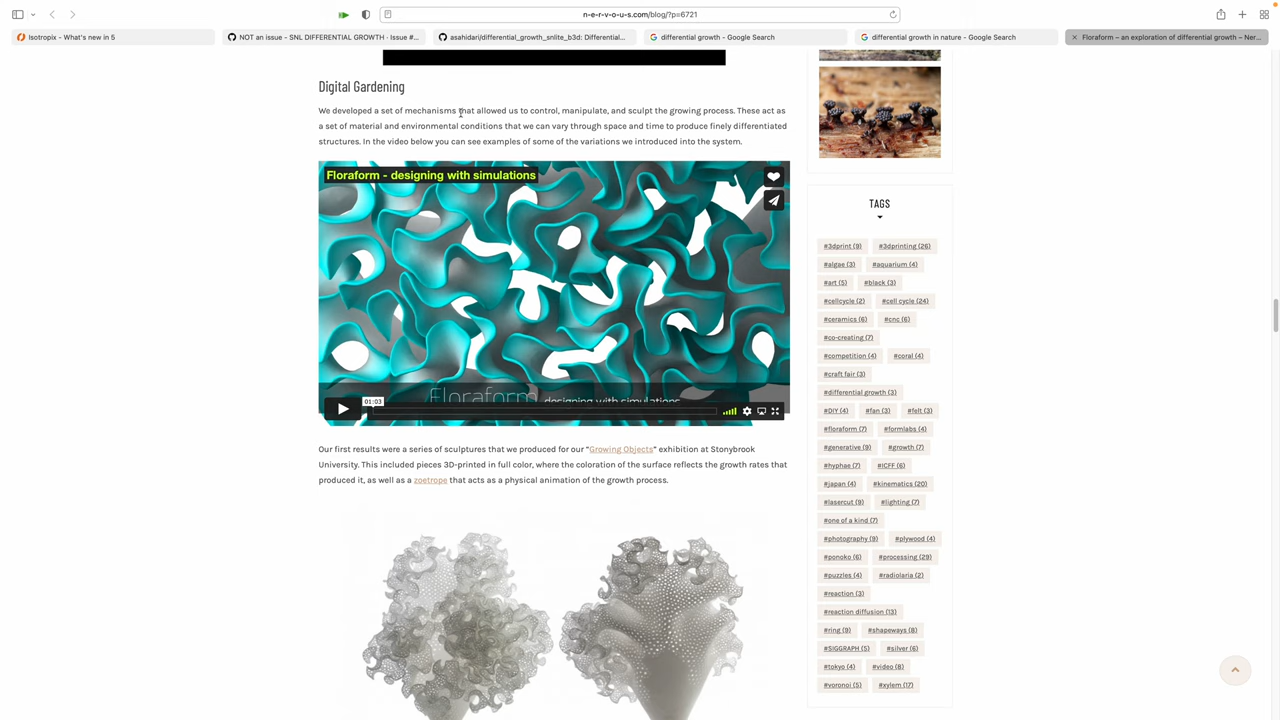 n-e-r-v-o-u-s.com/blog/?p=6721
Isotropix - What's new in 5
NOT an issue - SNL DIFFERENTIAL GROWTH · Issue #...
asahidari/differential_growth_snlite_b3d: Differential...
differential growth - Google Search
differential growth in nature - Google Search
Floraform – an exploration of differential growth – Ner...
Digital Gardening
We developed a set of mechanisms that allowed us to control, manipulate, and sculpt the growing process. These act as
a set of material and environmental conditions that we can vary through space and time to produce finely differentiated
structures. In the video below you can see examples of some of the variations we introduced into the system.
Floraform - designing with simulations
Floraform designing with simulations
01:03
Our first results were a series of sculptures that we produced for our “Growing Objects” exhibition at Stonybrook
University. This included pieces 3D-printed in full color, where the coloration of the surface reflects the growth rates that
produced it, as well as a zoetrope that acts as a physical animation of the growth process.
TAGS
#3dprint (9) #3dprinting (26)
#algae (3) #aquarium (4)
#art (5) #black (3)
#cellcycle (2) #cell cycle (24)
#ceramics (6) #cnc (6)
#co-creating (7)
#competition (4) #coral (4)
#craft fair (3)
#differential growth (3)
#DIY (4) #fan (3) #felt (3)
#floraform (7) #formlabs (4)
#generative (9) #growth (7)
#hyphae (7) #ICFF (6)
#japan (4) #kinematics (20)
#lasercut (9) #lighting (7)
#one of a kind (7)
#photography (9) #plywood (4)
#ponoko (6) #processing (29)
#puzzles (4) #radiolaria (2)
#reaction (3)
#reaction diffusion (13)
#ring (9) #shapeways (8)
#SIGGRAPH (5) #silver (6)
#tokyo (4) #video (8)
#voronoi (5) #xylem (17)